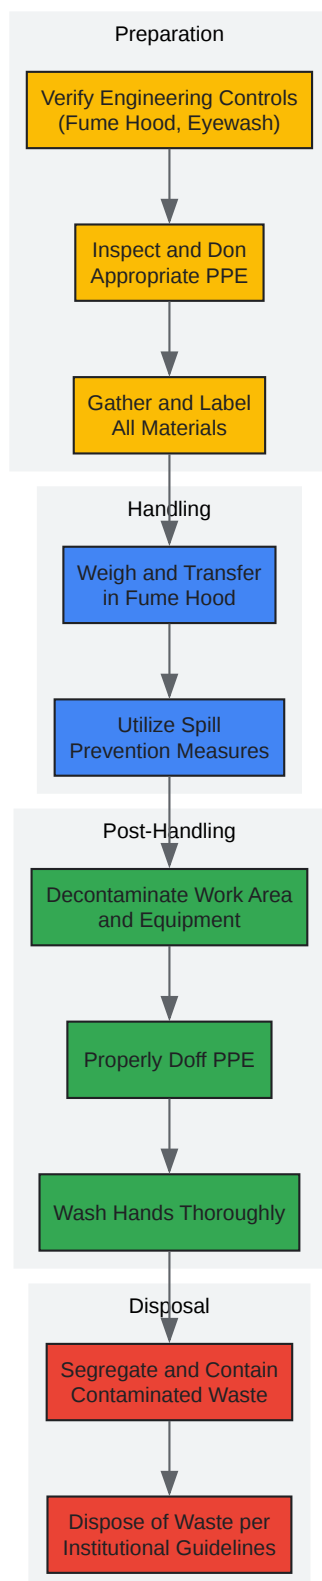 Preparation
Verify Engineering Controls
(Fume Hood, Eyewash)
Inspect and Don
Appropriate PPE
Gather and Label
All Materials
Handling
Weigh and Transfer
in Fume Hood
Utilize Spill
Prevention Measures
Post-Handling
Decontaminate Work Area
and Equipment
Properly Doff PPE
Wash Hands Thoroughly
Disposal
Segregate and Contain
Contaminated Waste
Dispose of Waste per
Institutional Guidelines